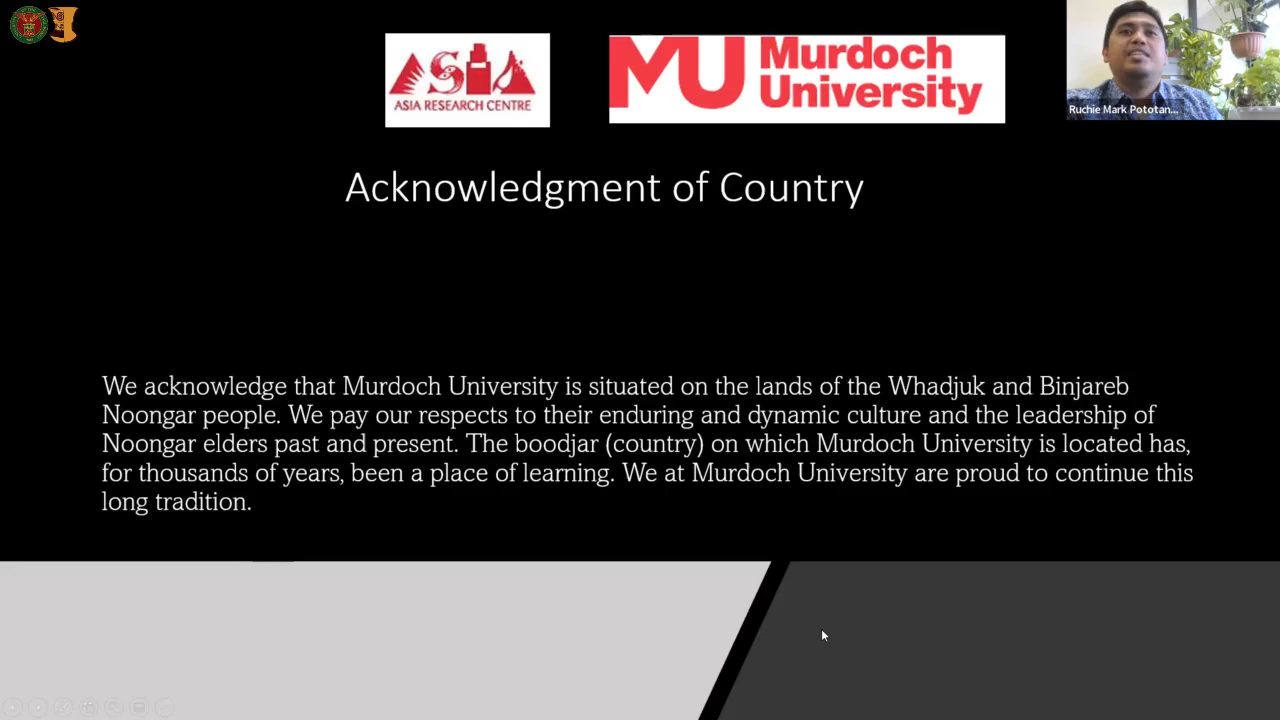 ASIA
ASIA RESEARCH CENTRE
MU Murdoch
University
Ruchie Mark Pototan...
Acknowledgment of Country
We acknowledge that Murdoch University is situated on the lands of the Whadjuk and Binjareb
Noongar people. We pay our respects to their enduring and dynamic culture and the leadership of
Noongar elders past and present. The boodjar (country) on which Murdoch University is located has,
for thousands of years, been a place of learning. We at Murdoch University are proud to continue this
long tradition.